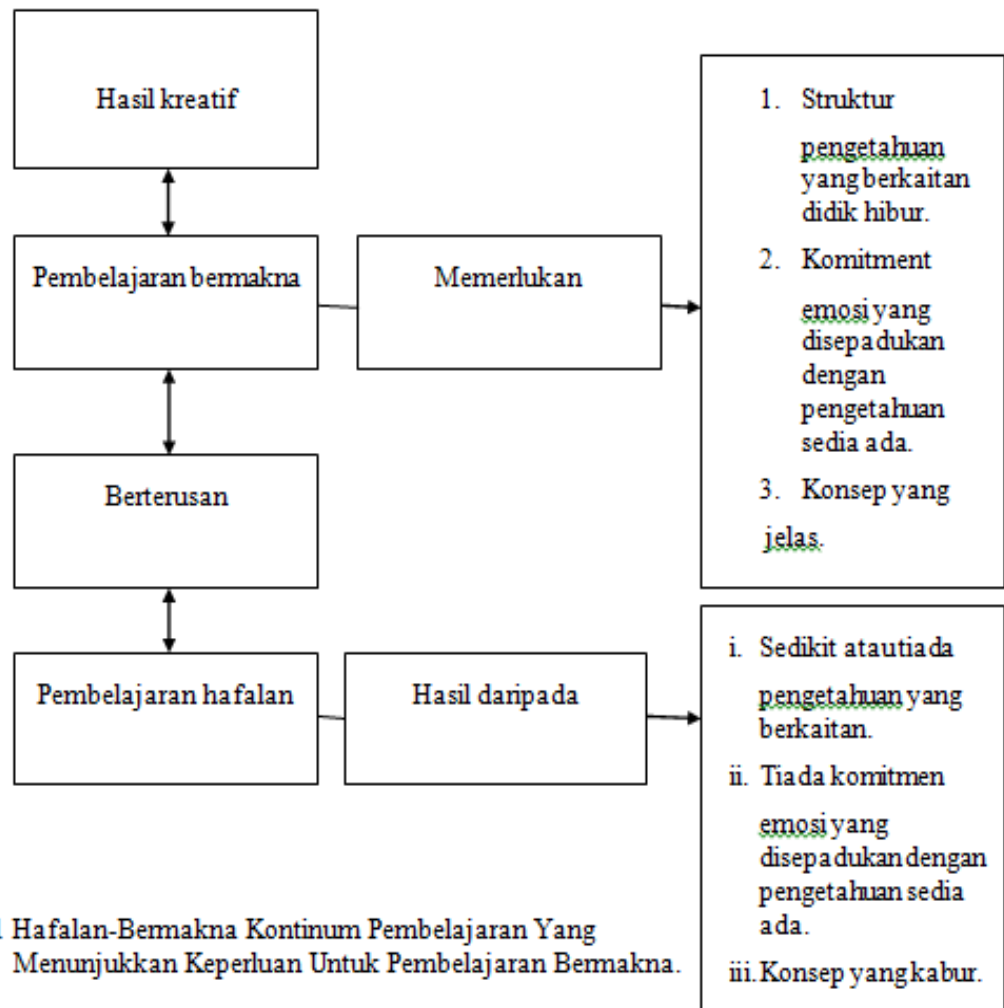 Hasil kreatif
Pembelajaran bermakna
Memerlukan
1. Struktur
pengetahuan
yang berkaitan
didik hibur.
2. Komitment
emosi yang
disepadukan
dengan
pengetahuan
sedia ada.
3. Konsep yang
jelas.
Berterusan
Pembelajaran hafalan
Hasil daripada
i. Sedikit atautiada
pengetahuan yang
berkaitan.
ii. Tiada komitmen
emosi yang
disepadukan dengan
pengetahuan sedia
ada.
iii. Konsep yang kabur.
Hafalan-Bermakna Kontinum Pembelajaran Yang
Menunjukkan Keperluan Untuk Pembelajaran Bermakna.